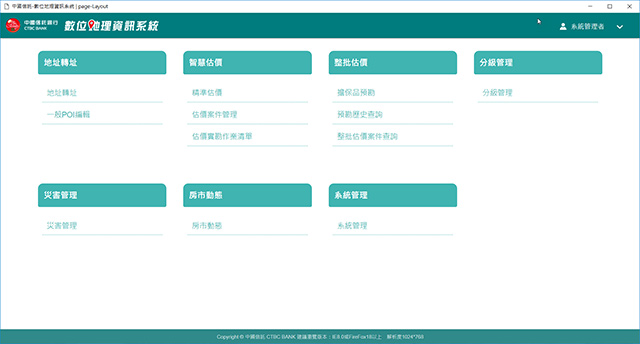 中國信託-數位地理資訊系統 | page-Layout
中國信託銀行
CTBC BANK
數位地理資訊系統
系統管理者
地址轉址
地址轉址
一般POI編輯
智慧估價
精準估價
估價案件管理
估價實勘作業清單
整批估價
擔保品預勘
預勘歷史查詢
整批估價案件查詢
分級管理
分級管理
災害管理
災害管理
房市動態
房市動態
系統管理
系統管理
Copyright © 中國信託 CTBC BANK 建議瀏覽版本：IE8.0或FireFox18以上 解析度1024*768